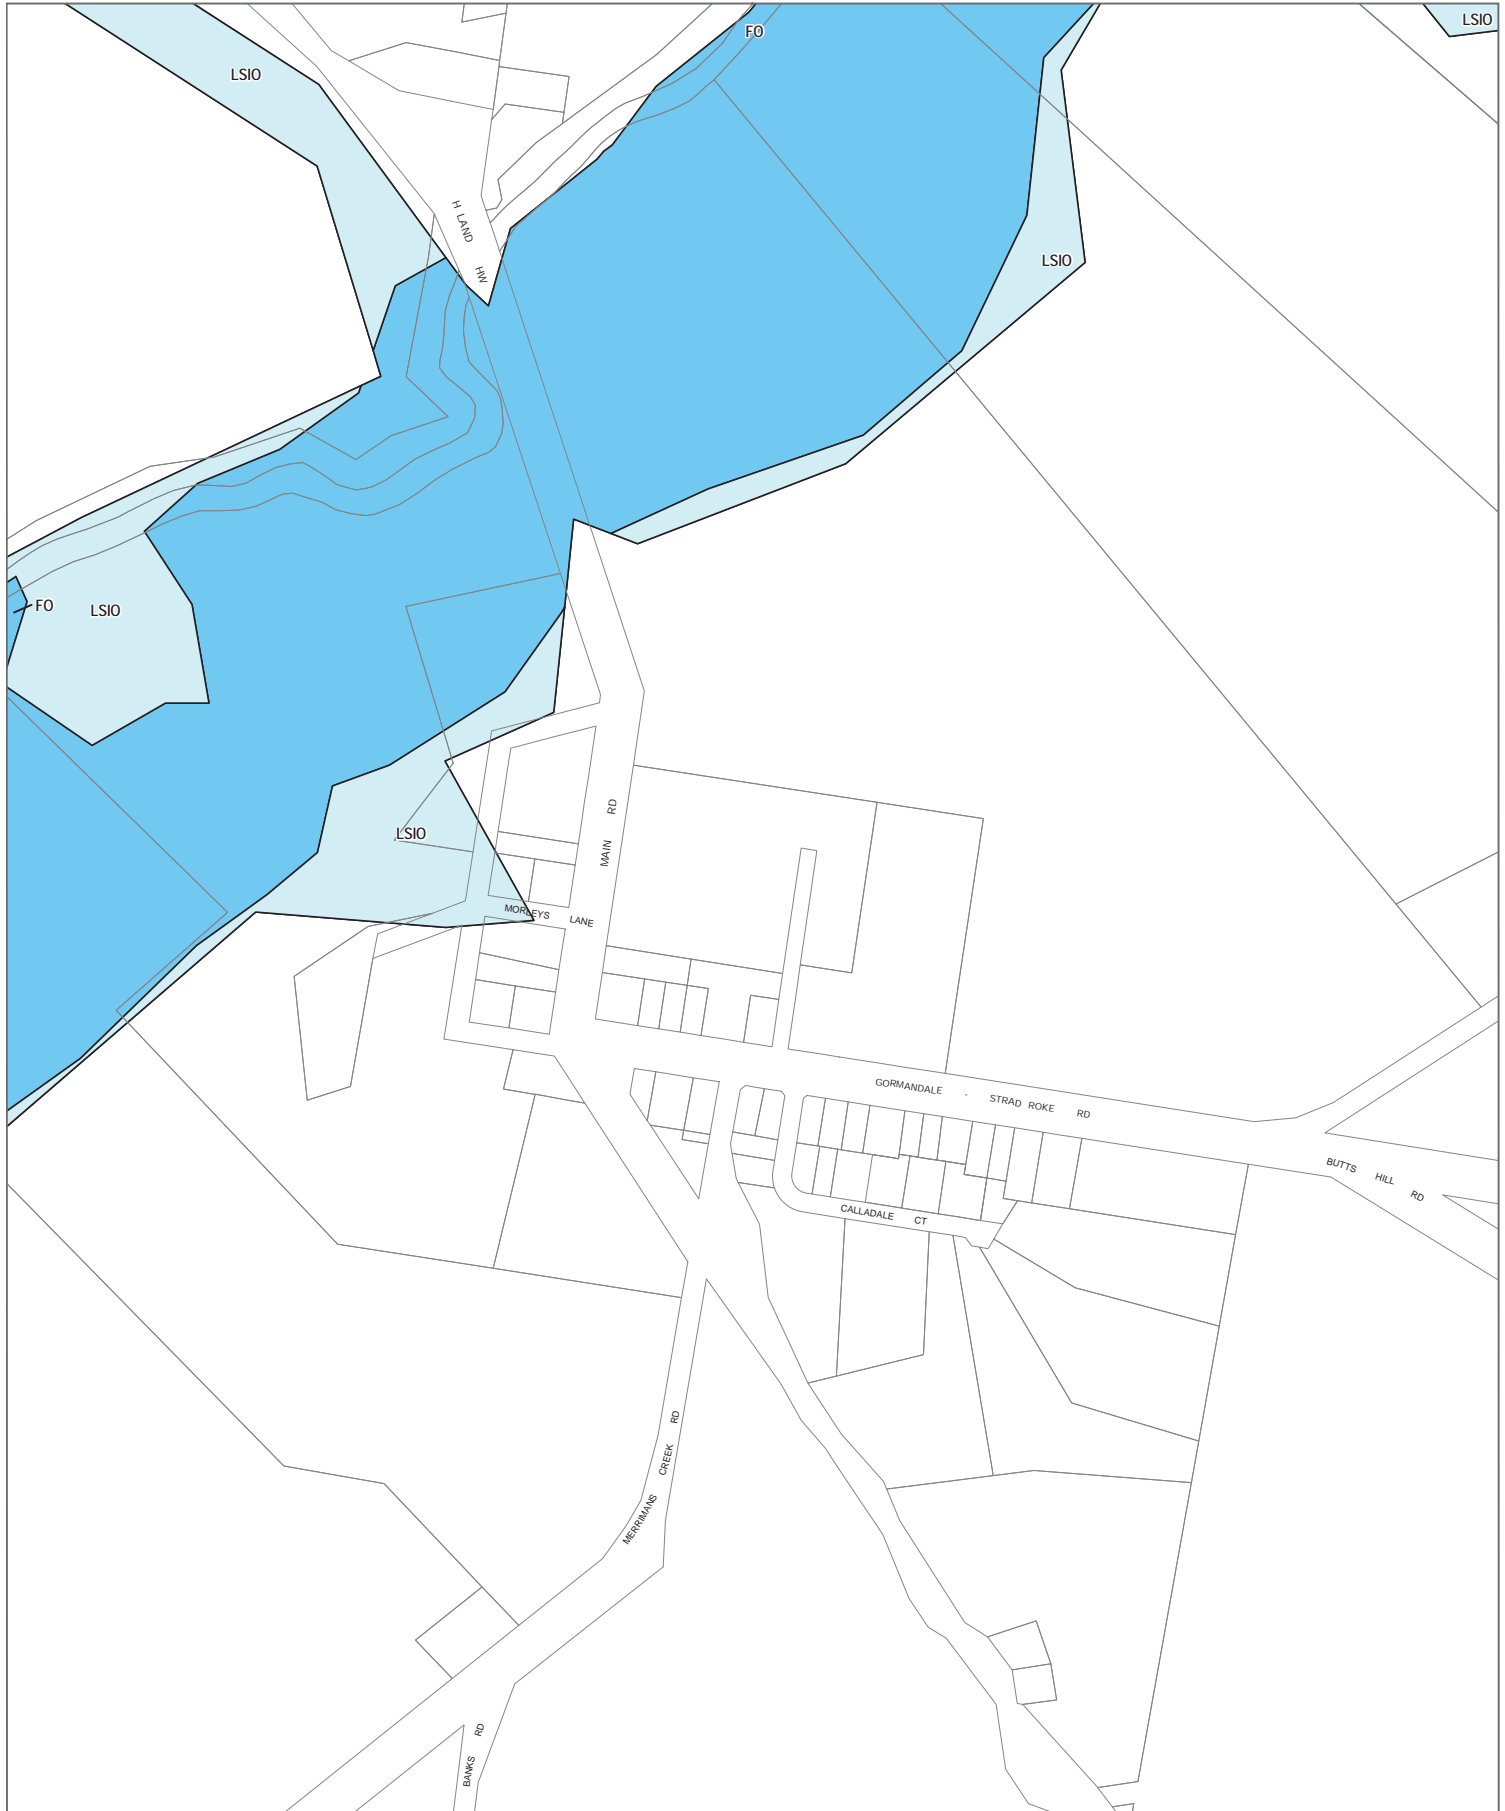 LSIO
FO
LSIO
H LAND HW
LSIO
FO
LSIO
MAIN RD
LSIO
MORLEYS LANE
GORMANDALE - STRAD ROKE RD
BUTTS HILL RD
CALLADALE CT
MERRIMANS CREEK RD
BANKS RD